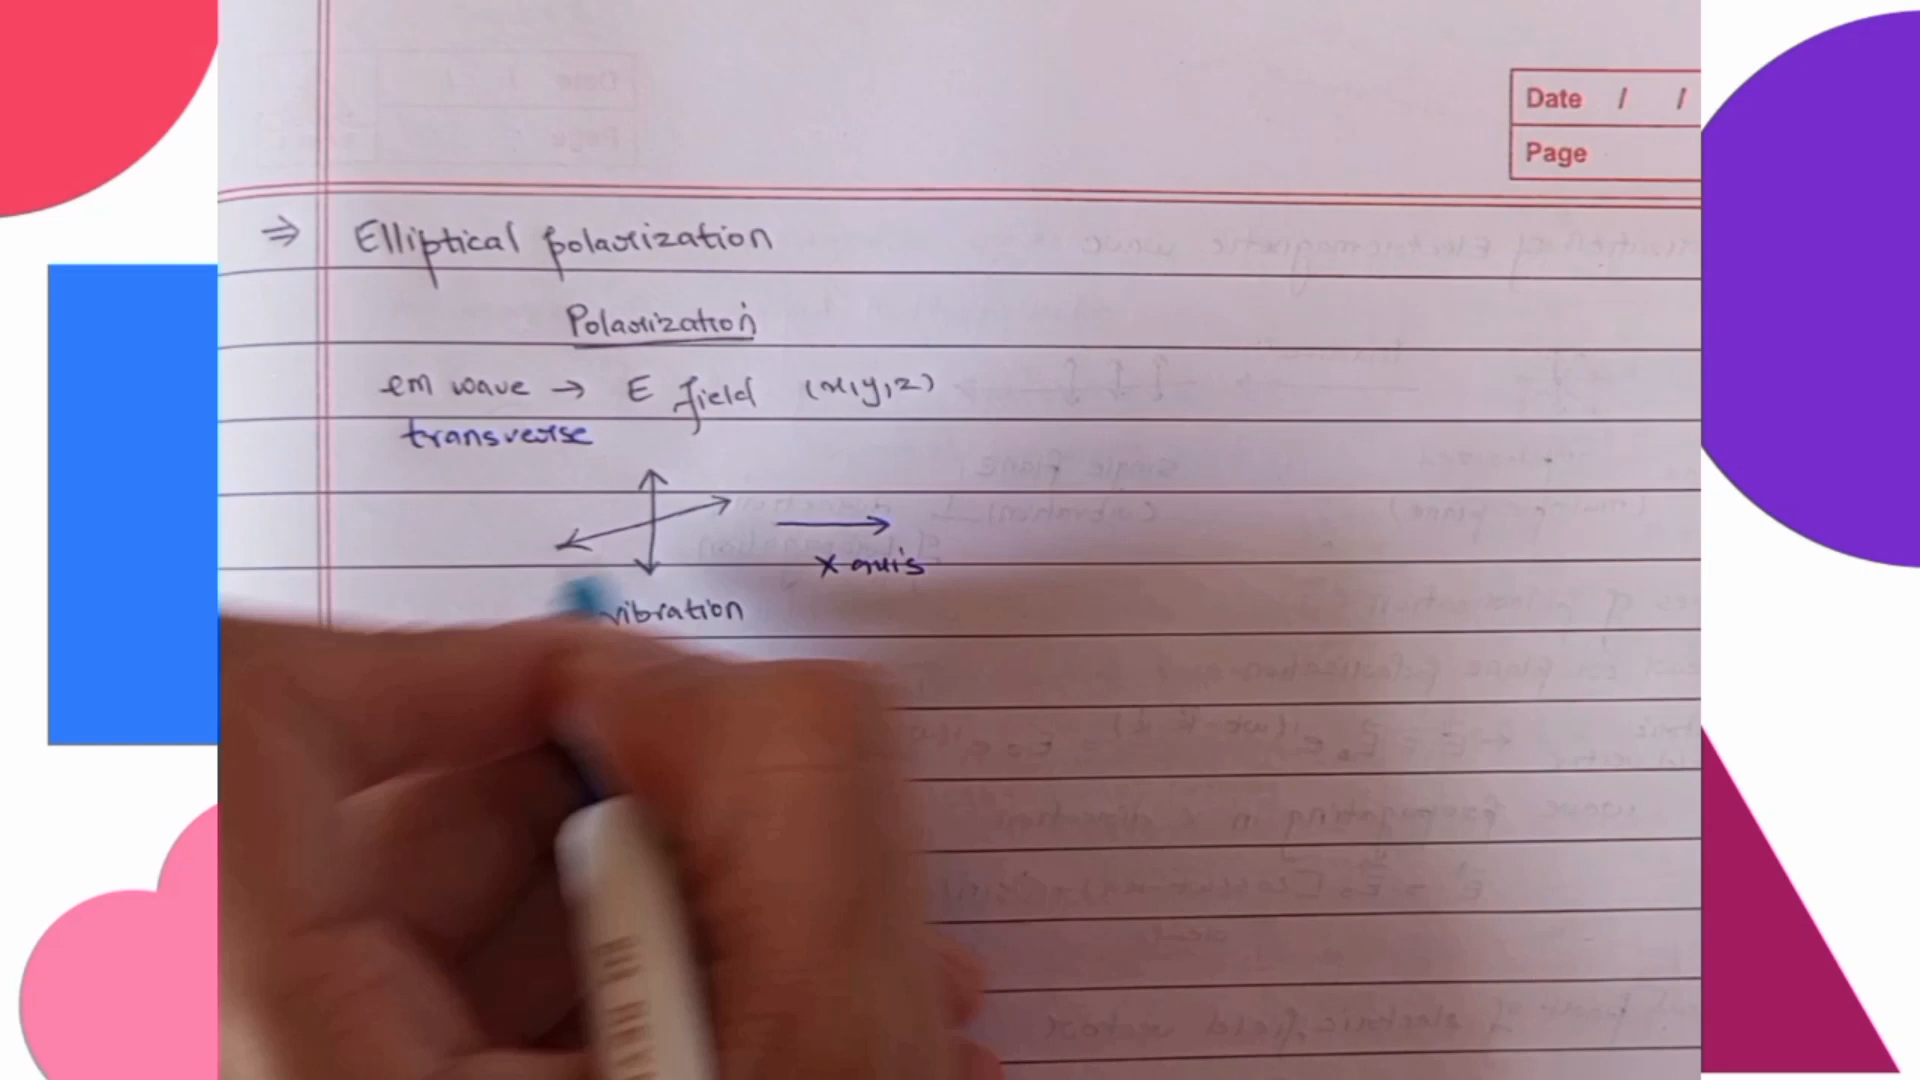 Date / /
Page
⇒ Elliptical polarization
Polarization
em wave → E field (x,y,z)
transverse
X axis
vibration